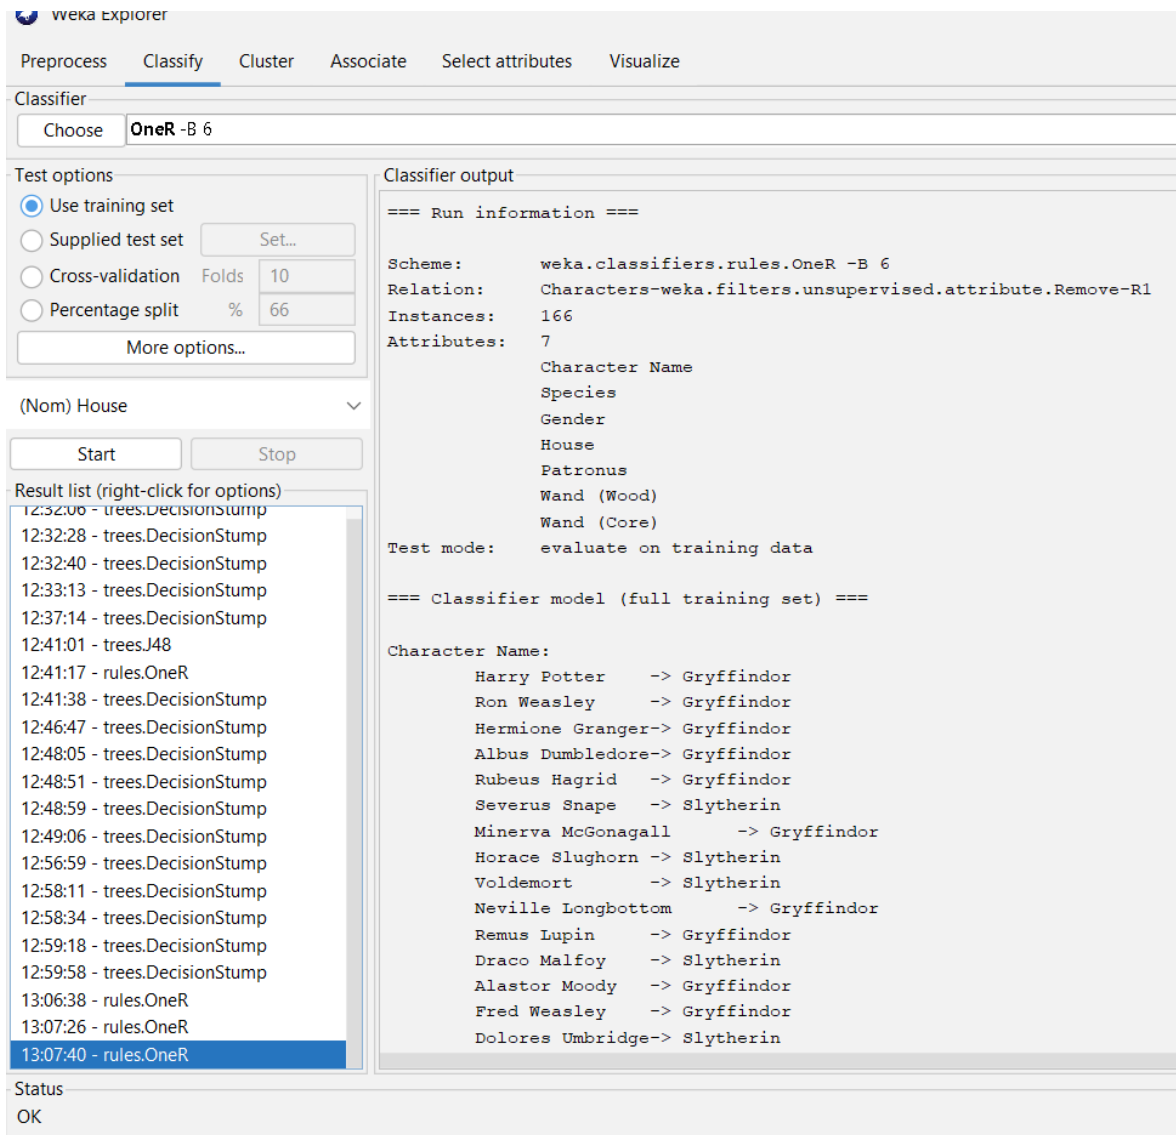 Weka Explorer
Preprocess Classify Cluster Associate Select attributes Visualize
Classifier
Choose OneR -B 6
Test options
Use training set
Supplied test set Set...
Cross-validation Folds 10
Percentage split % 66
More options...
(Nom) House
Start Stop
Result list (right-click for options)
12:32:06 - trees.DecisionStump
12:32:28 - trees.DecisionStump
12:32:40 - trees.DecisionStump
12:33:13 - trees.DecisionStump
12:37:14 - trees.DecisionStump
12:41:01 - trees.J48
12:41:17 - rules.OneR
12:41:38 - trees.DecisionStump
12:46:47 - trees.DecisionStump
12:48:05 - trees.DecisionStump
12:48:51 - trees.DecisionStump
12:48:59 - trees.DecisionStump
12:49:06 - trees.DecisionStump
12:56:59 - trees.DecisionStump
12:58:11 - trees.DecisionStump
12:58:34 - trees.DecisionStump
12:59:18 - trees.DecisionStump
12:59:58 - trees.DecisionStump
13:06:38 - rules.OneR
13:07:26 - rules.OneR
13:07:40 - rules.OneR
Classifier output
=== Run information ===
Scheme: weka.classifiers.rules.OneR -B 6
Relation: Characters-weka.filters.unsupervised.attribute.Remove-R1
Instances: 166
Attributes: 7
Character Name
Species
Gender
House
Patronus
Wand (Wood)
Wand (Core)
Test mode: evaluate on training data
=== Classifier model (full training set) ===
Character Name:
Harry Potter -> Gryffindor
Ron Weasley -> Gryffindor
Hermione Granger-> Gryffindor
Albus Dumbledore-> Gryffindor
Rubeus Hagrid -> Gryffindor
Severus Snape -> Slytherin
Minerva McGonagall -> Gryffindor
Horace Slughorn -> Slytherin
Voldemort -> Slytherin
Neville Longbottom -> Gryffindor
Remus Lupin -> Gryffindor
Draco Malfoy -> Slytherin
Alastor Moody -> Gryffindor
Fred Weasley -> Gryffindor
Dolores Umbridge-> Slytherin
Status
OK